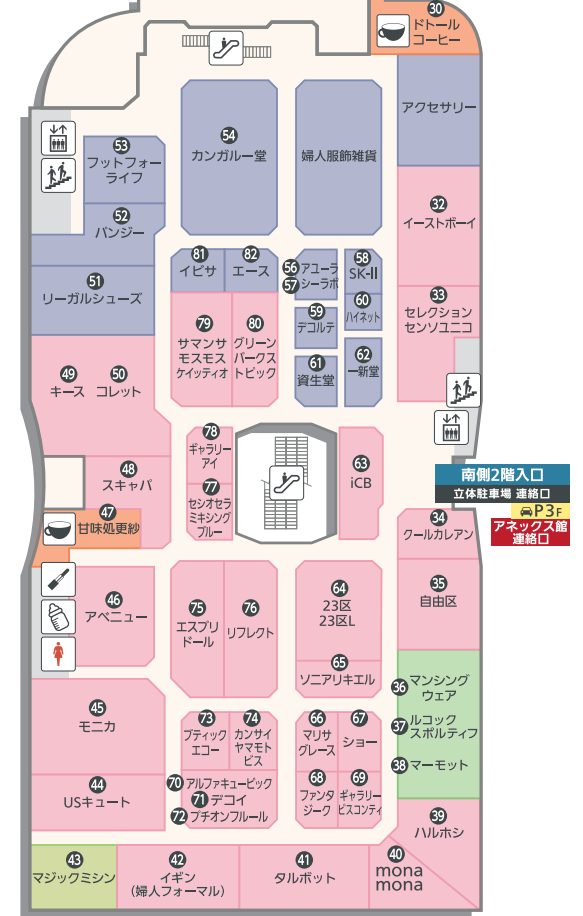 30
ドトール
コーヒー
アクセサリー
54
カンガルー堂
婦人服飾雑貨
53
フットフォー
ライフ
32
イーストボーイ
52
パンジー
81
イビサ
82
エース
56 アユーラ
57 シーラボ
58
SK-II
51
リーガルシューズ
59
デコルテ
60
ハイネット
33
セレクション
センソユニコ
79
サマンサ
モスモス
ケイッティオ
80
グリーン
パークス
トピック
61
資生堂
62
一新堂
49
キース
50
コレット
78
ギャラリー
アイ
63
iCB
48
スキャパ
77
セシオセラ
ミキシング
ブルー
南側2階入口
立体駐車場 連絡口
P3F
アネックス館
連絡口
47
甘味処更紗
34
クールカレアン
46
アベニュー
75
エスプリ
ドール
76
リフレクト
64
23区
23区L
35
自由区
65
ソニアリキエル
36 マンシング
ウェア
37 ルコック
スポルティフ
38 マーモット
45
モニカ
73
ブティック
エコー
74
カンサイ
ヤマモト
ビス
66
マリサ
グレース
67
ショー
44
USキュート
70 アルファキュービック
71 デコイ
72 プチオンフルール
68
ファンタ
ジーク
69
ギャラリー
ビスコンティ
39
ハルホシ
43
マジックミシン
42
イギン
(婦人フォーマル)
41
タルボット
40
mona
mona